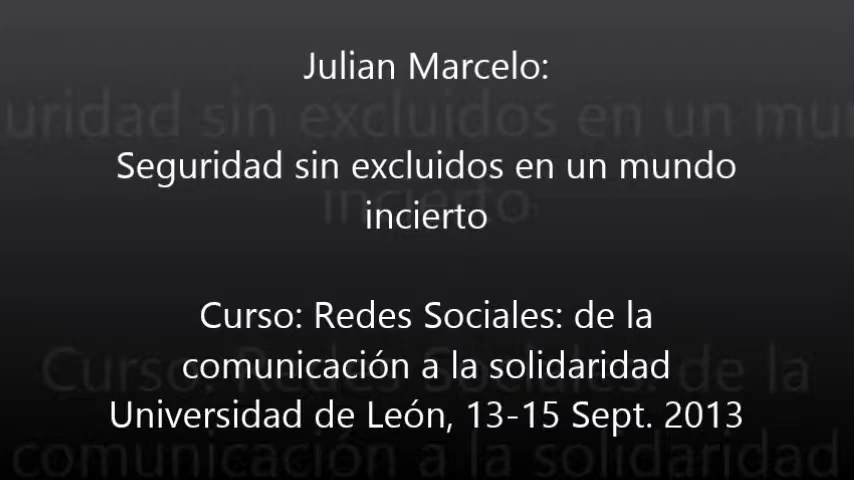 Julian Marcelo:
Seguridad sin excluidos en un mundo
incierto
Curso: Redes Sociales: de la
comunicación a la solidaridad
Universidad de León, 13-15 Sept. 2013